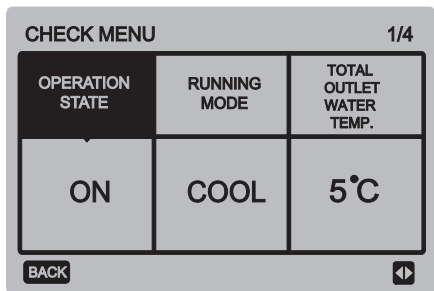 CHECK MENU 1/4
OPERATION
STATE
RUNNING
MODE
TOTAL
OUTLET
WATER
TEMP.
ON COOL 5°C
BACK